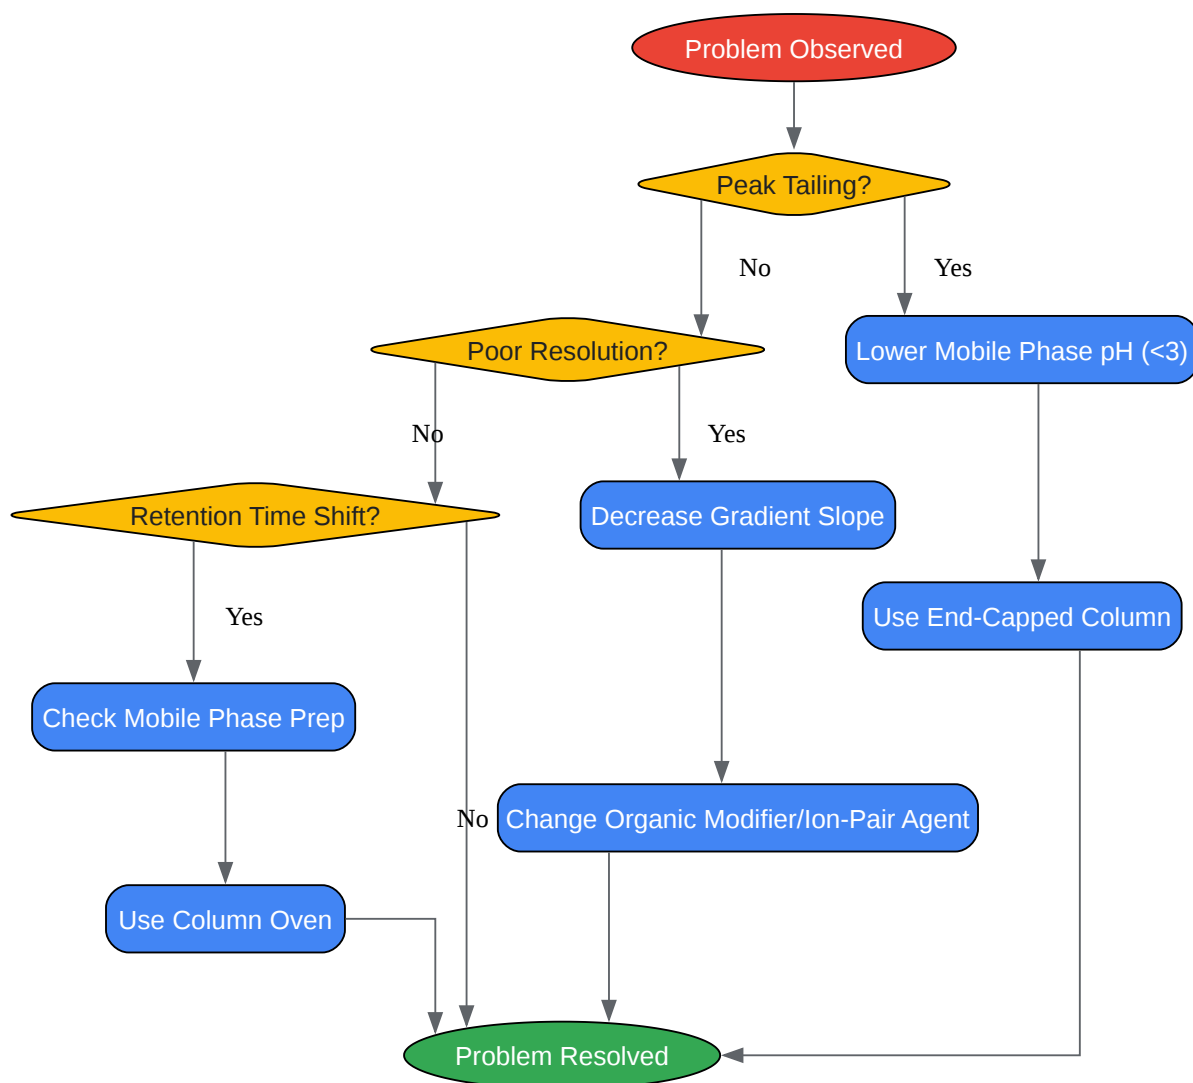 Problem Observed
Peak Tailing?
No
Yes
Poor Resolution?
Lower Mobile Phase pH (<3)
No
Yes
Retention Time Shift?
Decrease Gradient Slope
Yes
Use End-Capped Column
Check Mobile Phase Prep
No
Change Organic Modifier/Ion-Pair Agent
Use Column Oven
Problem Resolved